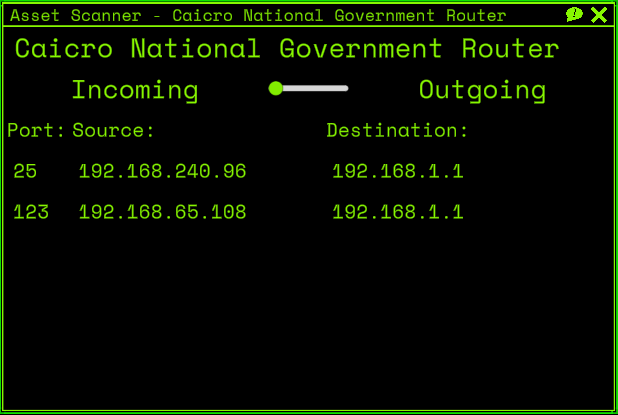 Asset Scanner - Caicro National Government Router
Caicro National Government Router
Incoming Outgoing
Port: Source: Destination:
25 192.168.240.96 192.168.1.1
123 192.168.65.108 192.168.1.1